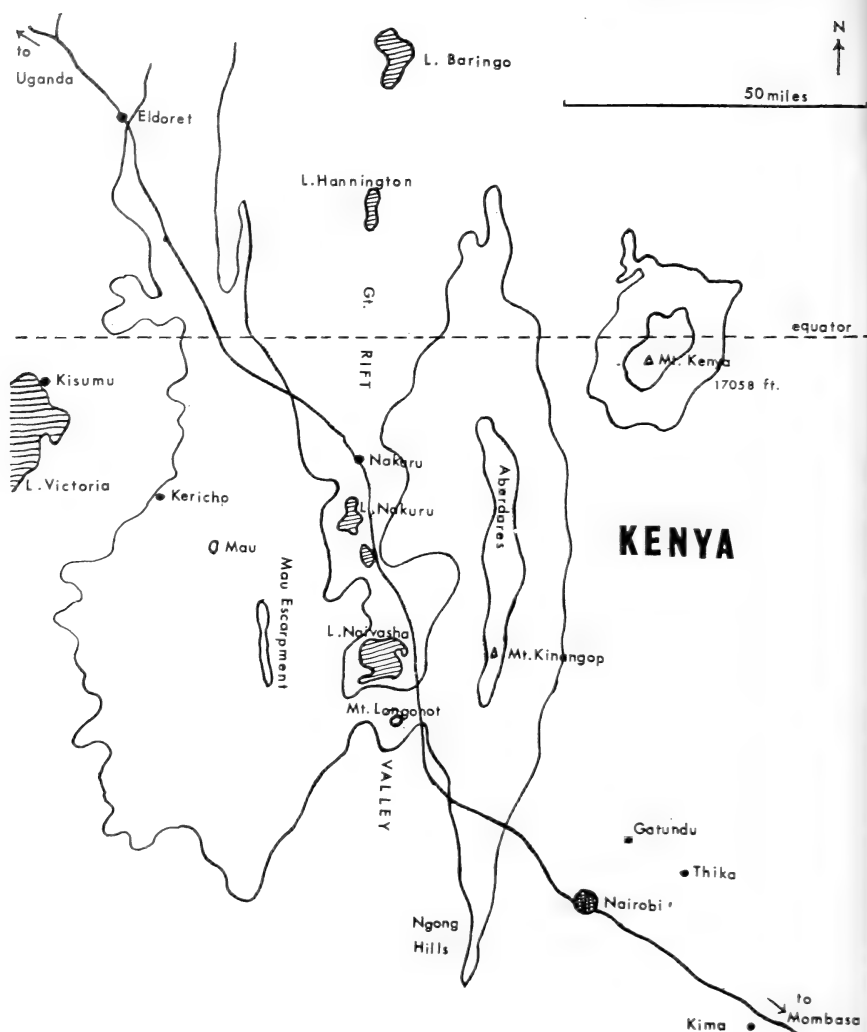 N
to
Uganda
L. Baringo
50 miles
Eldoret
L. Hannington
Gt.
equator
RIFT
Mt. Kenya
17058 ft.
Kisumu
L. Victoria
Nakuru
Kericho
L. Nakuru
Aberdares
KENYA
Mau
Mau Escarpment
L. Naivasha
Mt. Kinangop
Mt. Longonot
VALLEY
Gatundu
Thika
Nairobi
Ngong
Hills
to
Mombasa
Kima